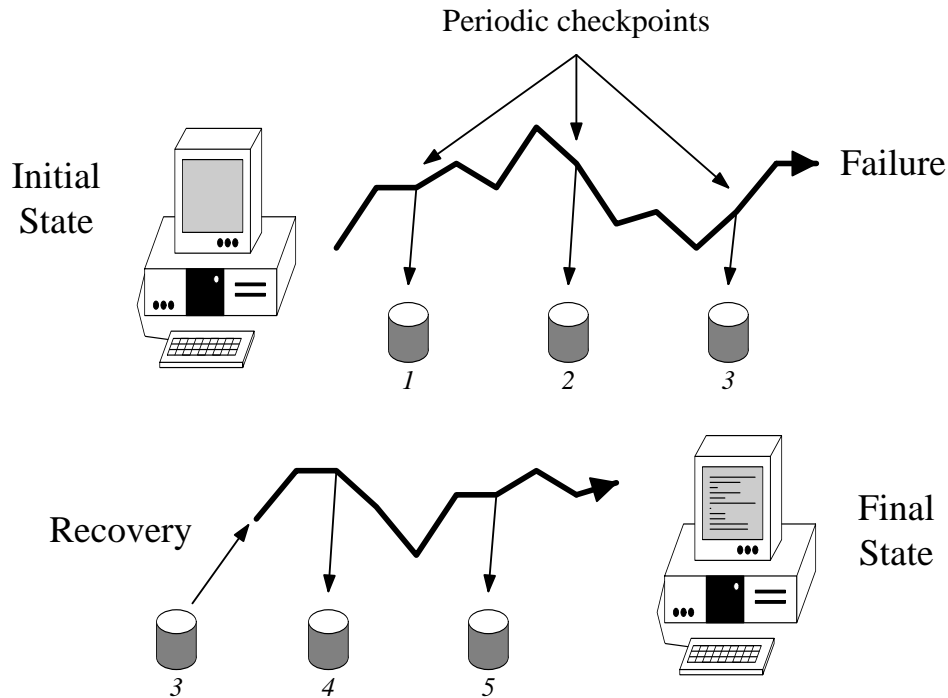 Periodic checkpoints
Initial
State
Failure
1
2
3
Recovery
Final
State
3
4
5